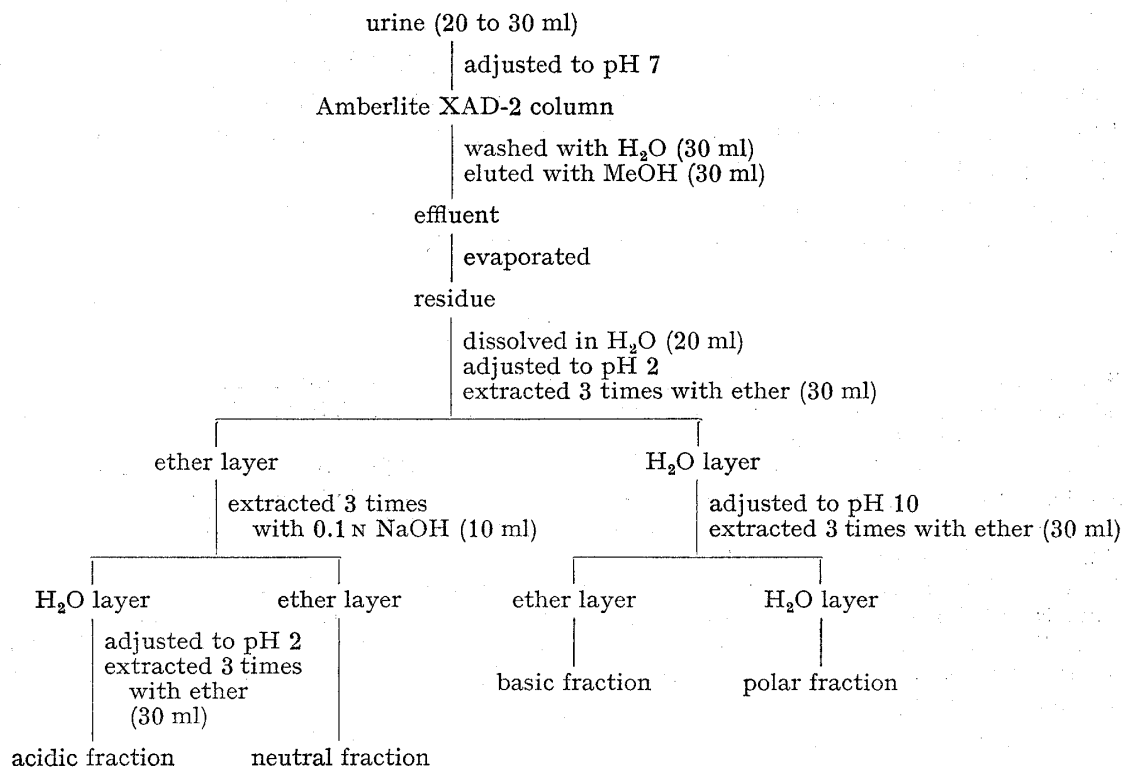 urine (20 to 30 ml)
adjusted to pH 7
Amberlite XAD-2 column
washed with H₂O (30 ml)
eluted with MeOH (30 ml)
effluent
evaporated
residue
dissolved in H₂O (20 ml)
adjusted to pH 2
extracted 3 times with ether (30 ml)
ether layer
H₂O layer
extracted 3 times
with 0.1 N NaOH (10 ml)
adjusted to pH 10
extracted 3 times with ether (30 ml)
H₂O layer
ether layer
ether layer
H₂O layer
adjusted to pH 2
extracted 3 times
with ether
(30 ml)
basic fraction
polar fraction
acidic fraction
neutral fraction